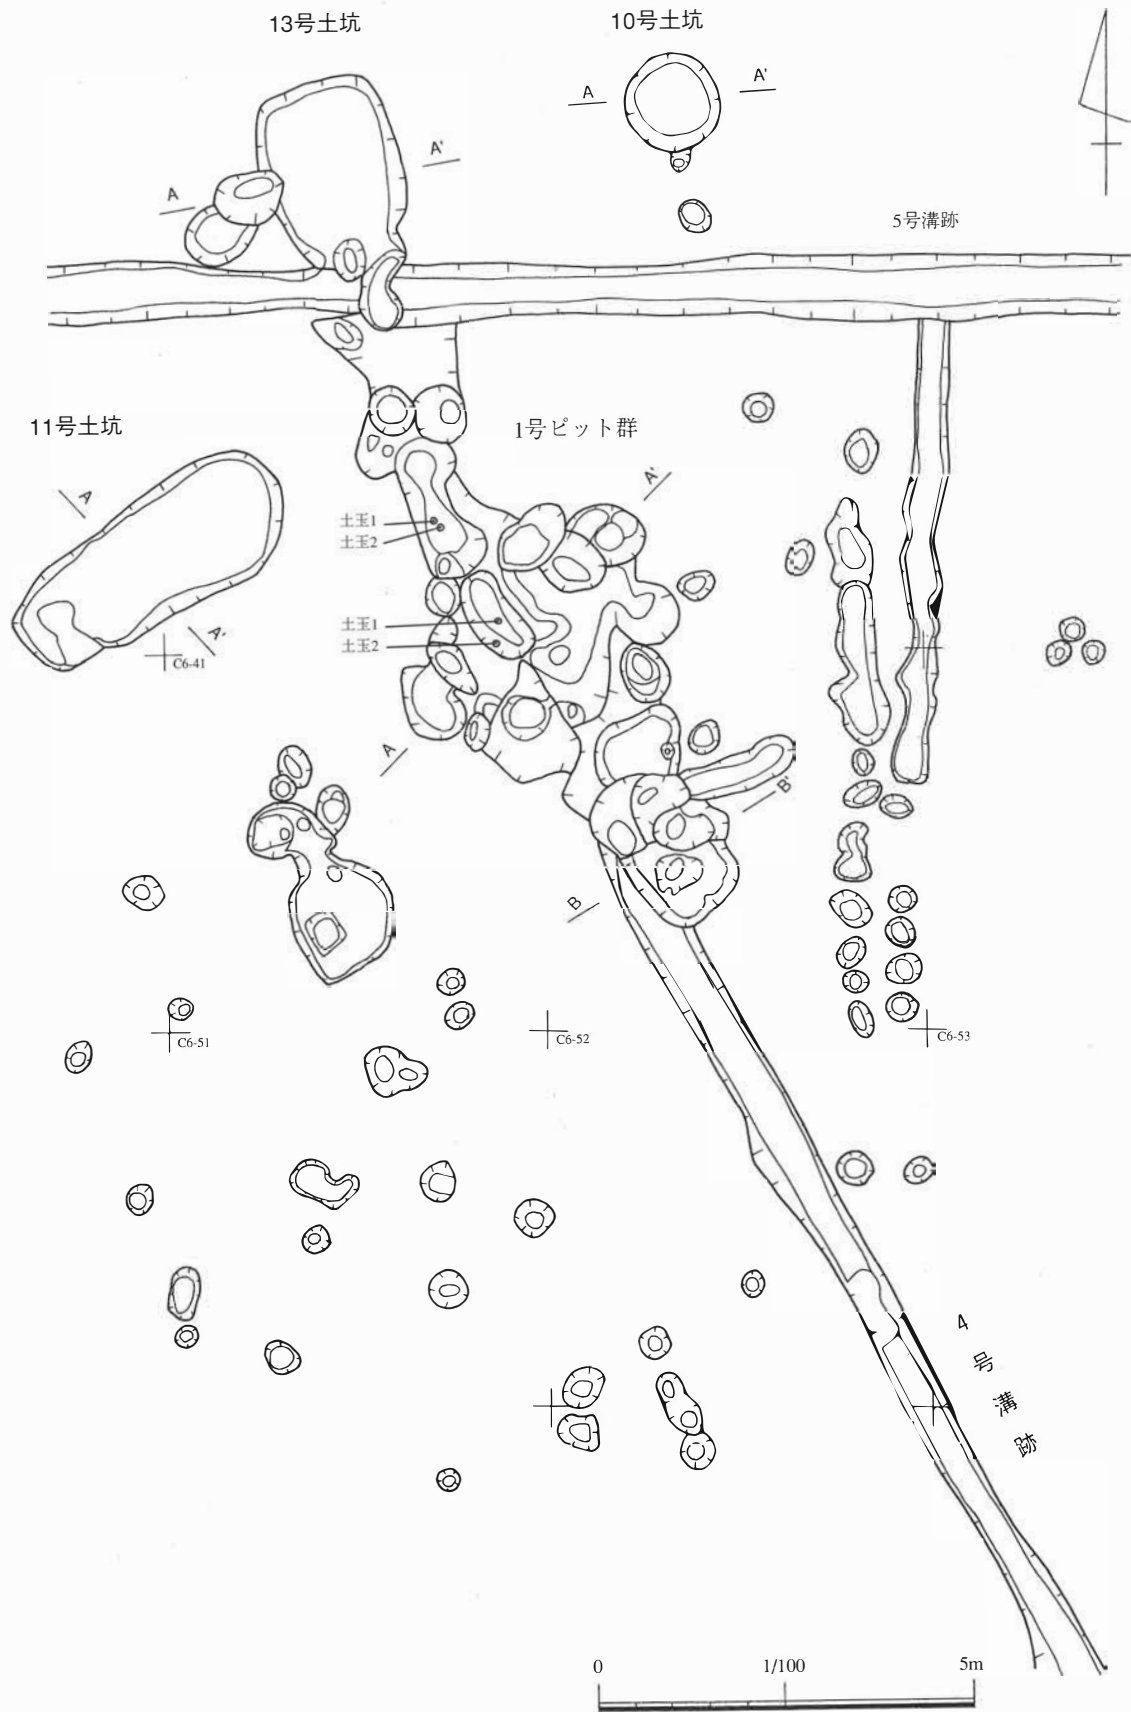 13号土坑
10号土坑
A
A'
A
A'
5号溝跡
11号土坑
1号ピット群
A
A'
A'
土玉1
土玉2
土玉1
土玉2
C6-41
A
B'
B
C6-51
C6-52
C6-53
4号溝跡
0
1/100
5m